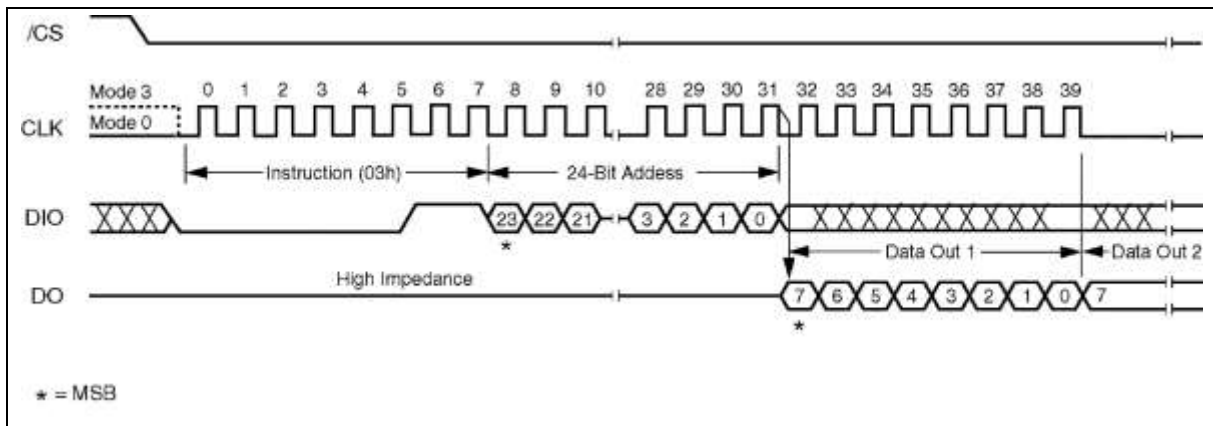 /CS
Mode 3
0 1 2 3 4 5 6 7 8 9 10 28 29 30 31 32 33 34 35 36 37 38 39
CLK
Mode 0
Instruction (03h) 24-Bit Addess
DIO
23 22 21 3 2 1 0
*
Data Out 1 Data Out 2
High Impedance
DO
7 6 5 4 3 2 1 0 7
*
* = MSB